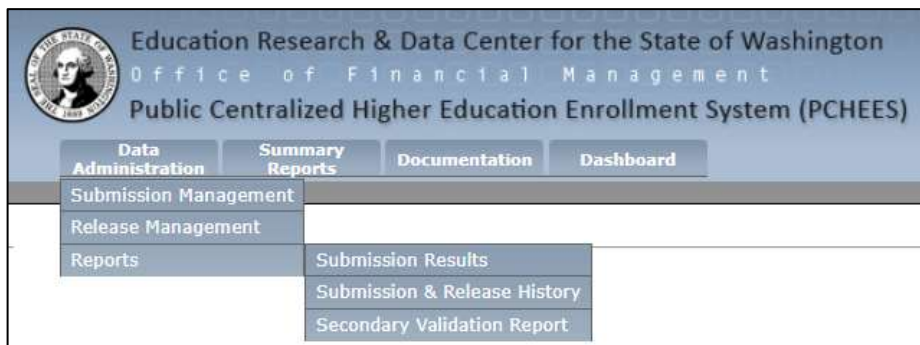 Education Research & Data Center for the State of Washington
Office of Financial Management
Public Centralized Higher Education Enrollment System (PCHEES)
Data Administration
Summary Reports
Documentation
Dashboard
Submission Management
Release Management
Reports
Submission Results
Submission & Release History
Secondary Validation Report